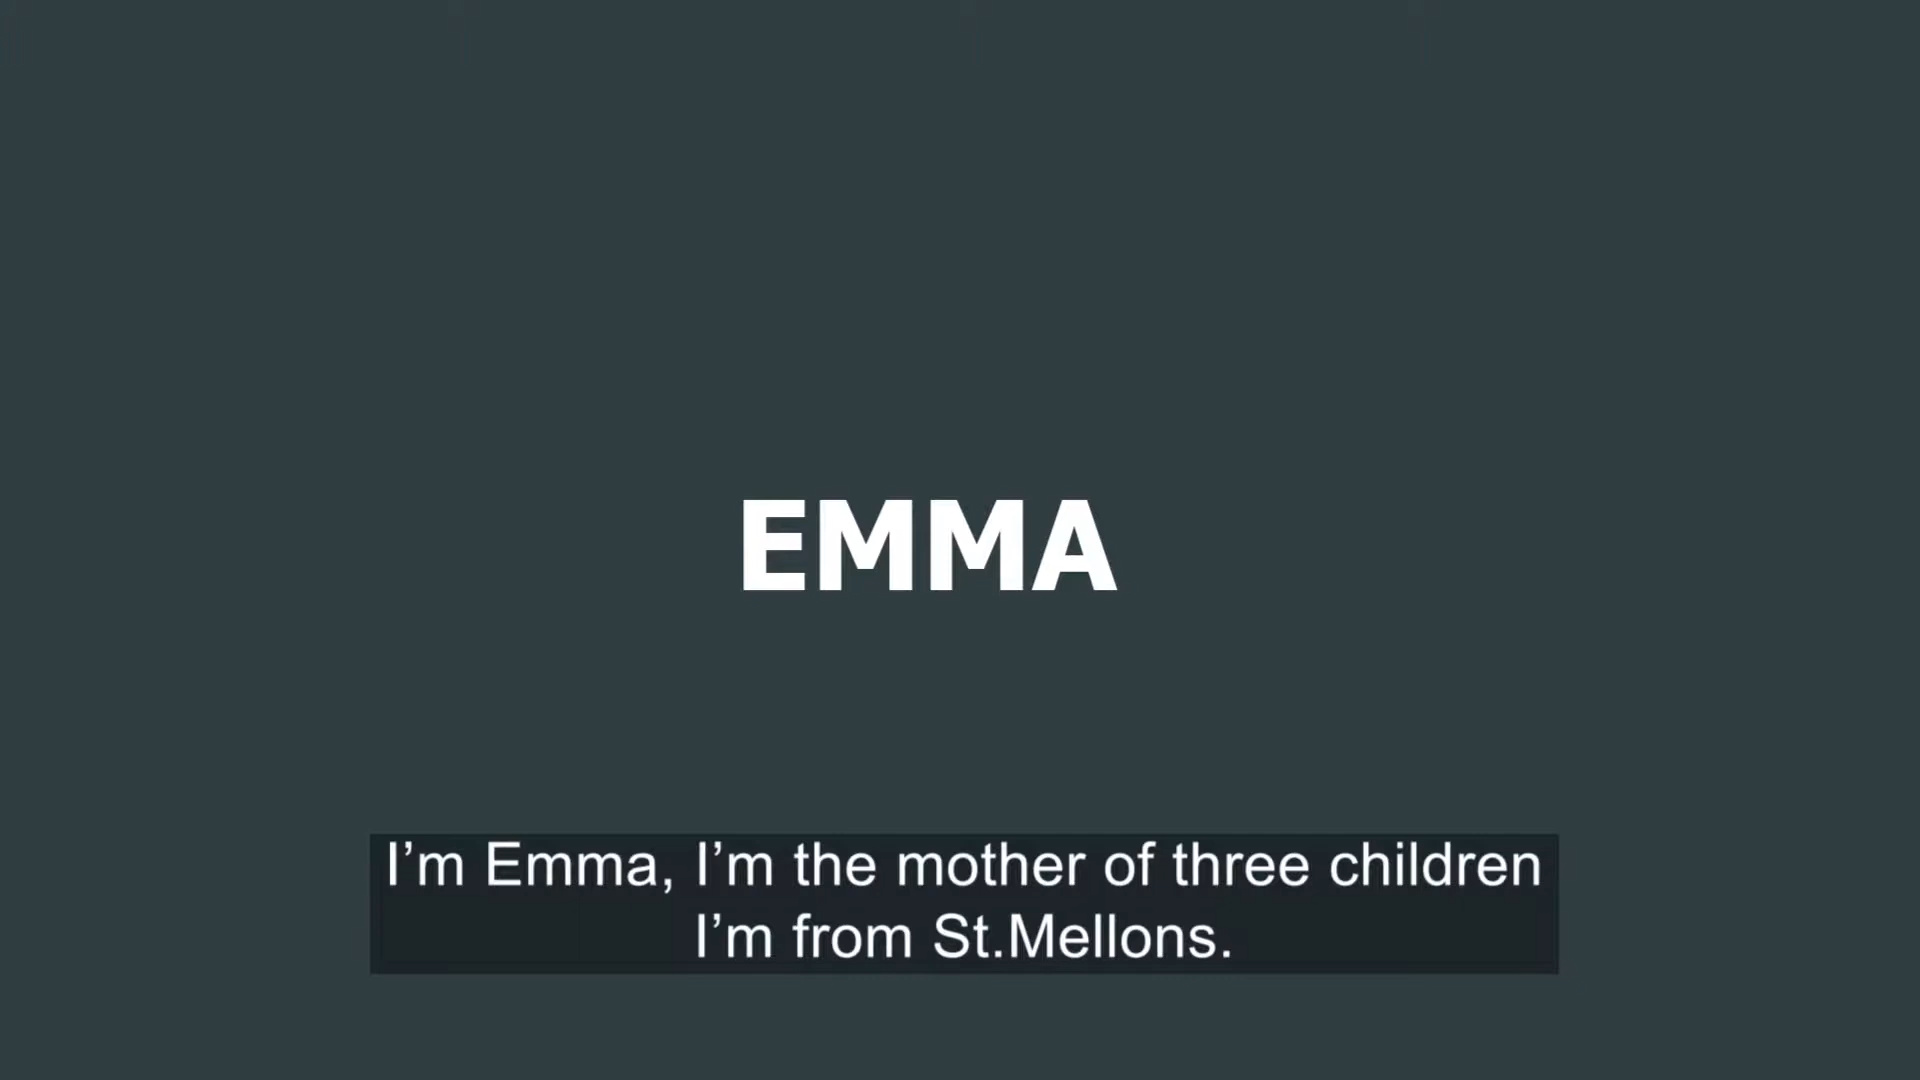 EMMA
I’m Emma, I’m the mother of three children
I’m from St.Mellons.